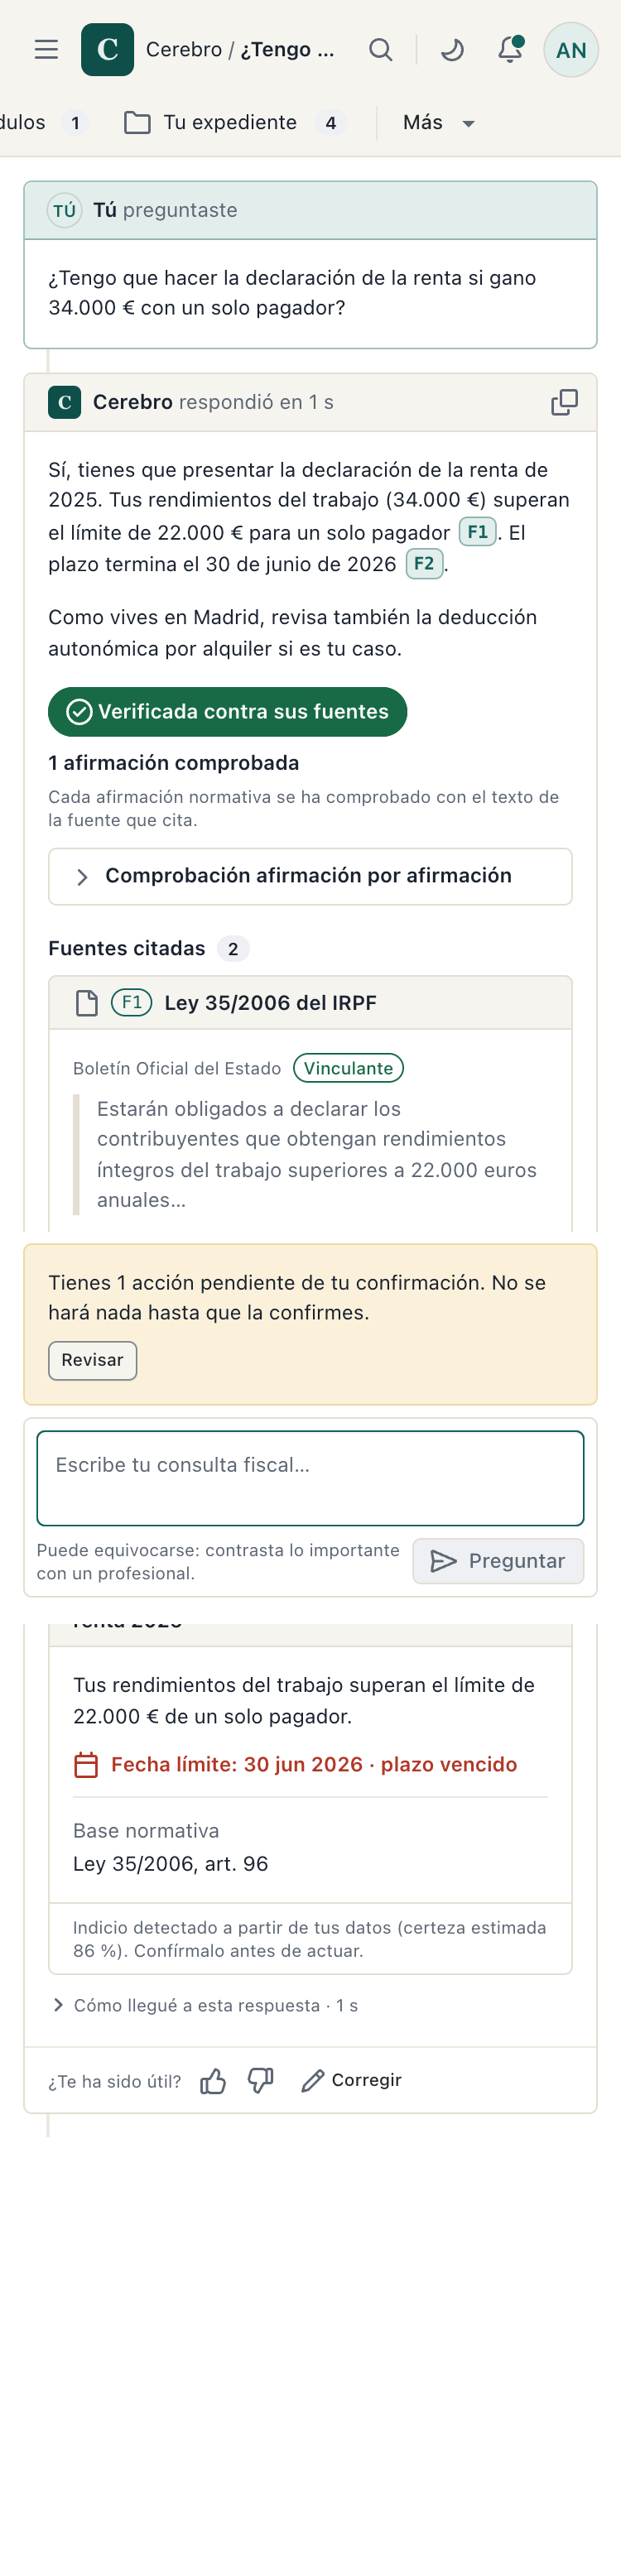 C Cerebro / ¿Tengo ... AN
1 Tu expediente 4 Más
TÚ Tú preguntaste
¿Tengo que hacer la declaración de la renta si gano
34.000 € con un solo pagador?
C Cerebro respondió en 1 s
Sí, tienes que presentar la declaración de la renta de
2025. Tus rendimientos del trabajo (34.000 €) superan
el límite de 22.000 € para un solo pagador F1. El
plazo termina el 30 de junio de 2026 F2.
Como vives en Madrid, revisa también la deducción
autonómica por alquiler si es tu caso.
Verificada contra sus fuentes
1 afirmación comprobada
Cada afirmación normativa se ha comprobado con el texto de
la fuente que cita.
Comprobación afirmación por afirmación
Fuentes citadas 2
F1 Ley 35/2006 del IRPF
Boletín Oficial del Estado Vinculante
Estarán obligados a declarar los
contribuyentes que obtengan rendimientos
íntegros del trabajo superiores a 22.000 euros
anuales...
Tienes 1 acción pendiente de tu confirmación. No se
hará nada hasta que la confirmes.
Revisar
Escribe tu consulta fiscal...
Puede equivocarse: contrasta lo importante
con un profesional.
Preguntar
Tus rendimientos del trabajo superan el límite de
22.000 € de un solo pagador.
Fecha límite: 30 jun 2026 · plazo vencido
Base normativa
Ley 35/2006, art. 96
Indicio detectado a partir de tus datos (certeza estimada
86 %). Confírmalo antes de actuar.
Cómo llegué a esta respuesta · 1 s
¿Te ha sido útil? Corregir